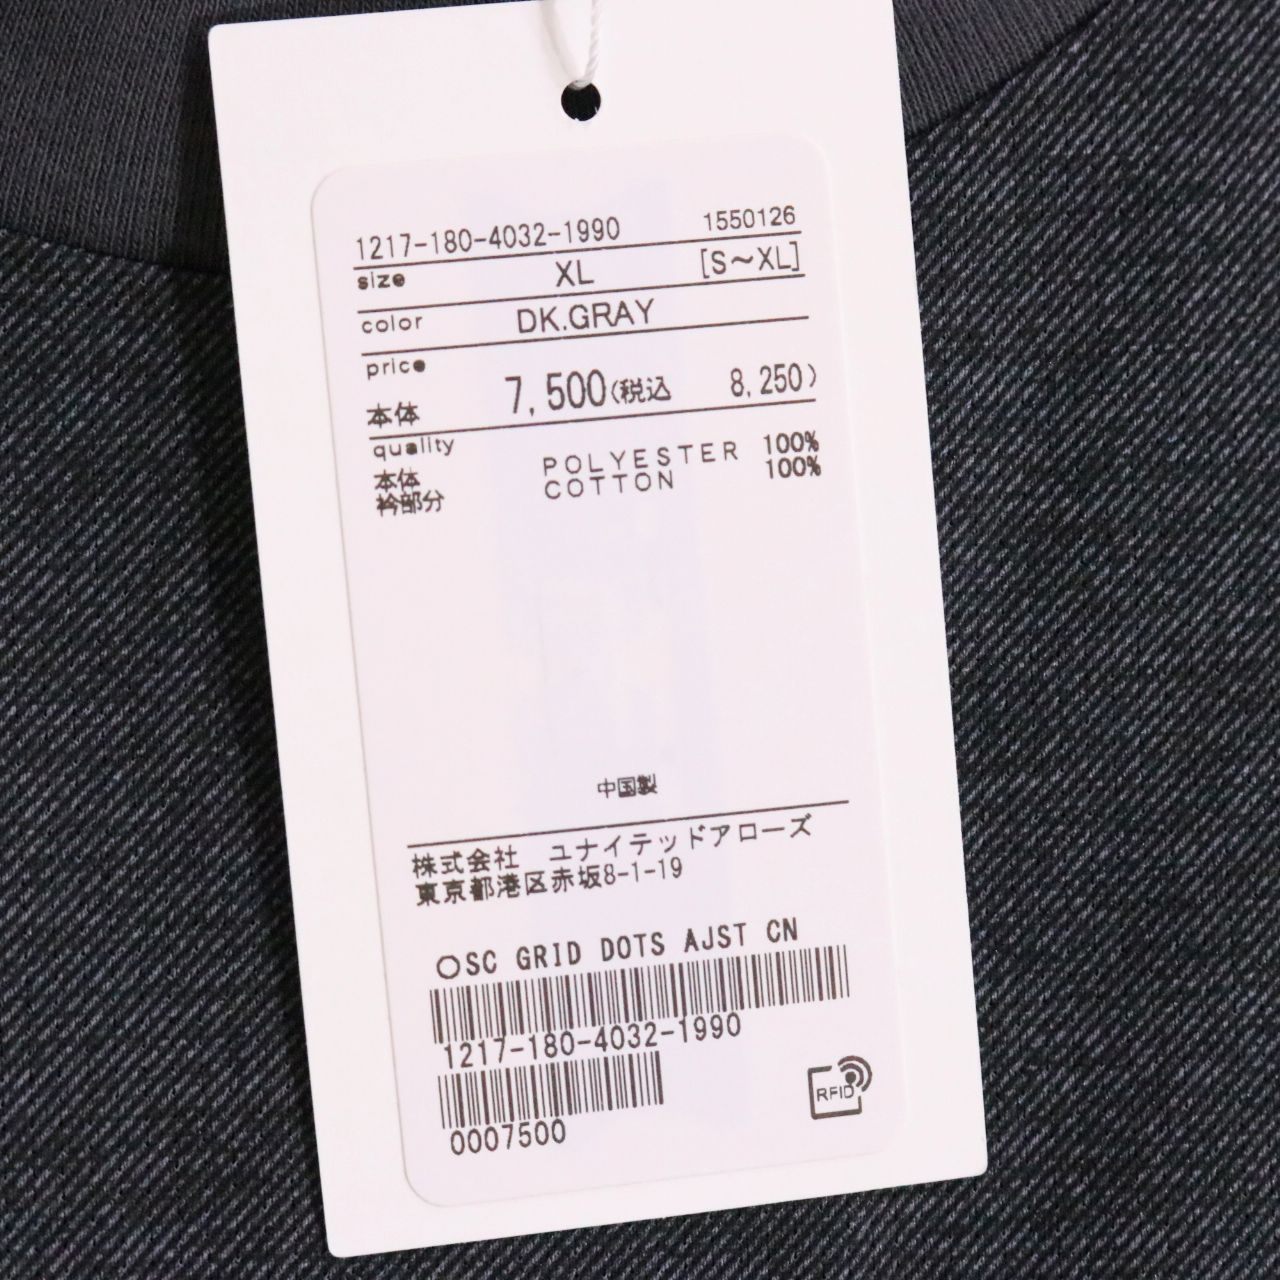 1217-180-4032-1990 1550126
size XL [S～XL]
color DK.GRAY
price
本体 7,500(税込 8,250)
quality
本体 POLYESTER 100%
衿部分 COTTON 100%
中国製
株式会社 ユナイテッドアローズ
東京都港区赤坂8-1-19
○SC GRID DOTS AJST CN
1217-180-4032-1990
0007500
RFID